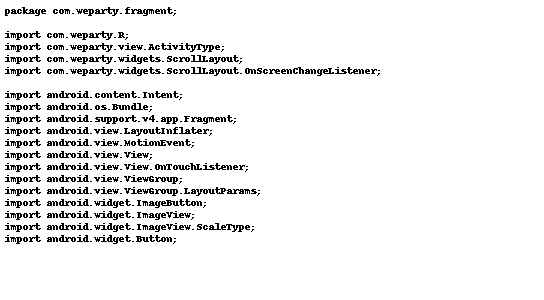 package com.weparty.fragment;

import com.weparty.R;
import com.weparty.view.ActivityType;
import com.weparty.widgets.ScrollLayout;
import com.weparty.widgets.ScrollLayout.OnScreenChangeListener;

import android.content.Intent;
import android.os.Bundle;
import android.support.v4.app.Fragment;
import android.view.LayoutInflater;
import android.view.MotionEvent;
import android.view.View;
import android.view.View.OnTouchListener;
import android.view.ViewGroup;
import android.view.ViewGroup.LayoutParams;
import android.widget.ImageButton;
import android.widget.ImageView;
import android.widget.ImageView.ScaleType;
import android.widget.Button;